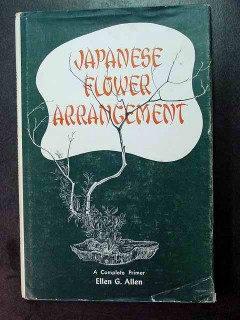 JAPANESE
FLOWER
ARRANGEMENT
A Complete Primer
Ellen G. Allen